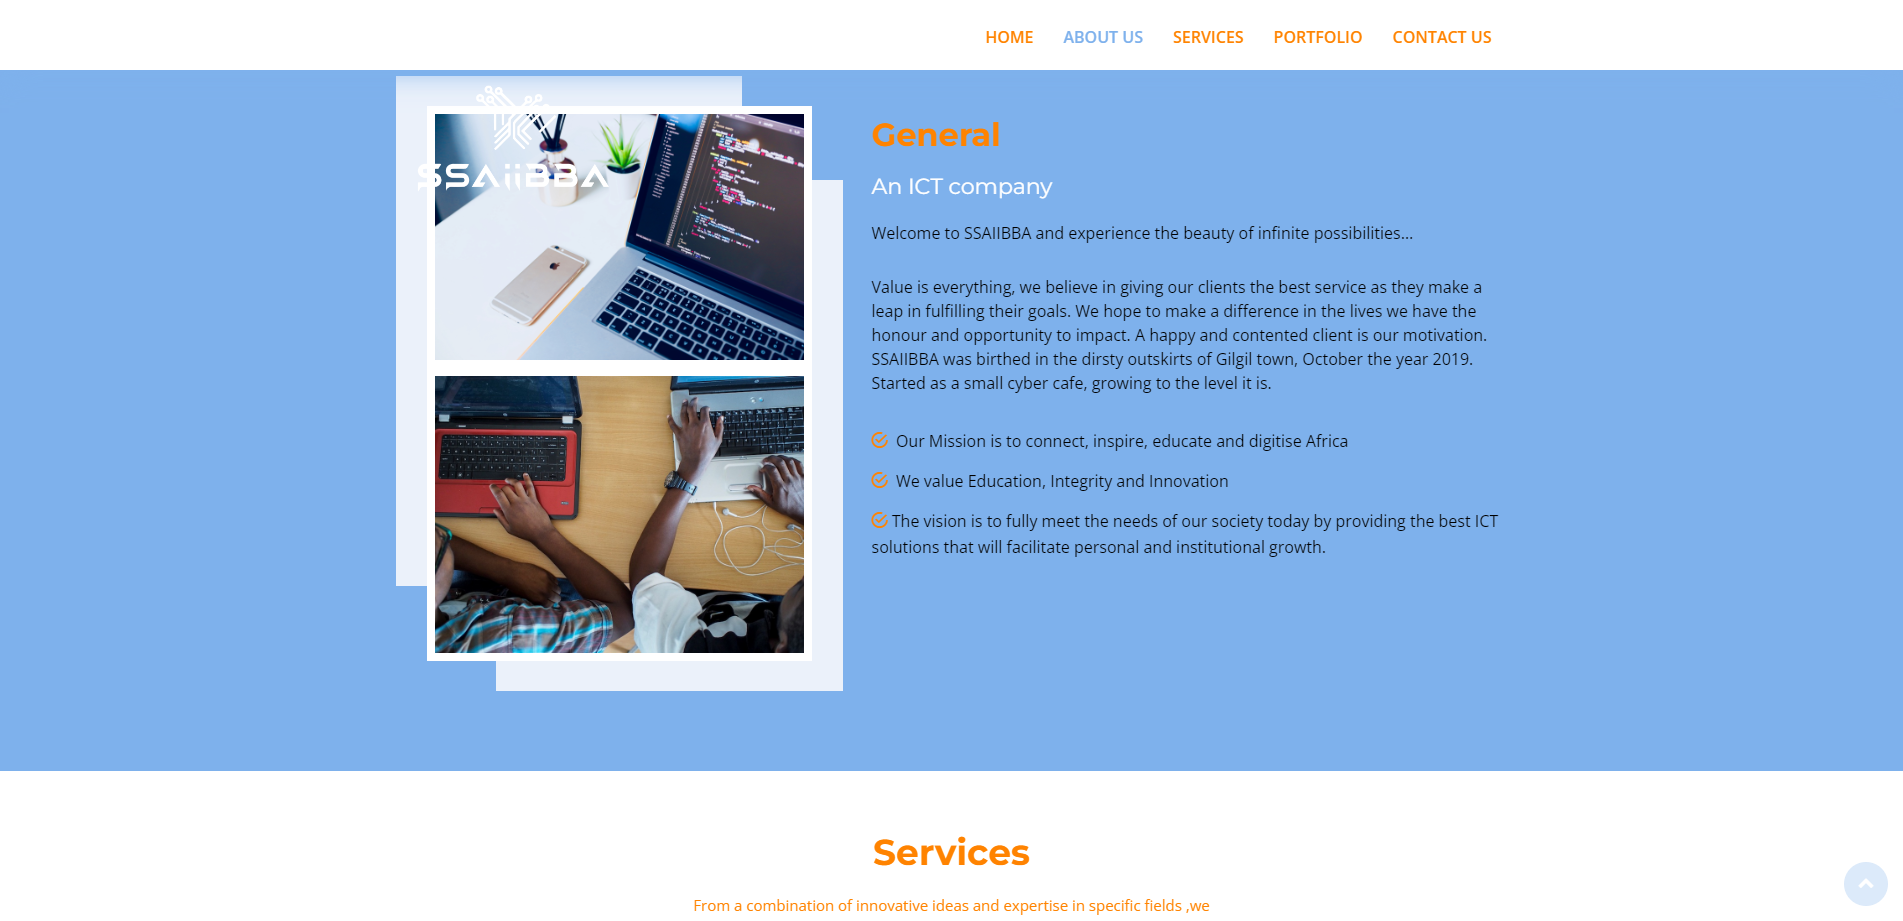 HOME ABOUT US SERVICES PORTFOLIO CONTACT US
SSAiiBBA
General
An ICT company
Welcome to SSAIIBBA and experience the beauty of infinite possibilities...
Value is everything, we believe in giving our clients the best service as they make a
leap in fulfilling their goals. We hope to make a difference in the lives we have the
honour and opportunity to impact. A happy and contented client is our motivation.
SSAIIBBA was birthed in the dirsty outskirts of Gilgil town, October the year 2019.
Started as a small cyber cafe, growing to the level it is.
Our Mission is to connect, inspire, educate and digitise Africa
We value Education, Integrity and Innovation
The vision is to fully meet the needs of our society today by providing the best ICT
solutions that will facilitate personal and institutional growth.
Services
From a combination of innovative ideas and expertise in specific fields ,we